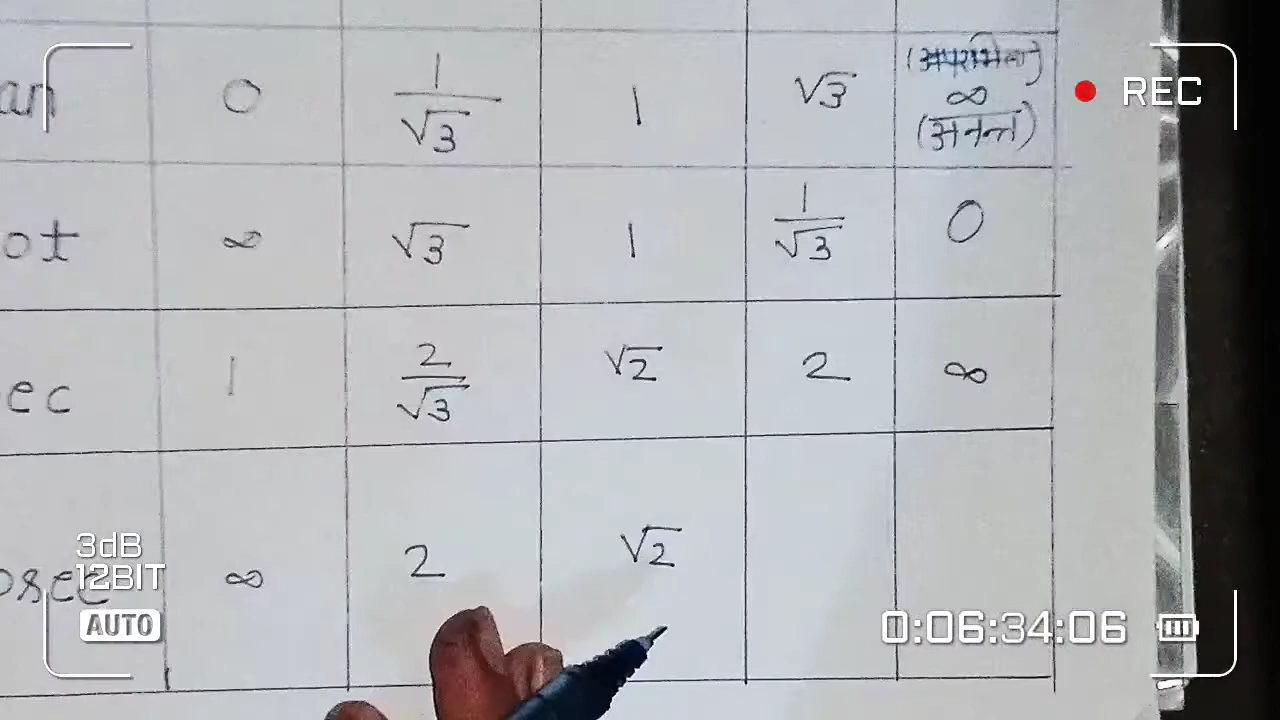 (अपरिभाषित)
an 0 1/√3 1 √3 ∞
(अनन्त)
REC
ot ∞ √3 1 1/√3 0
ec 1 2/√3 √2 2 ∞
osec ∞ 2 √2
3dB
12BIT
AUTO
0:06:34:06